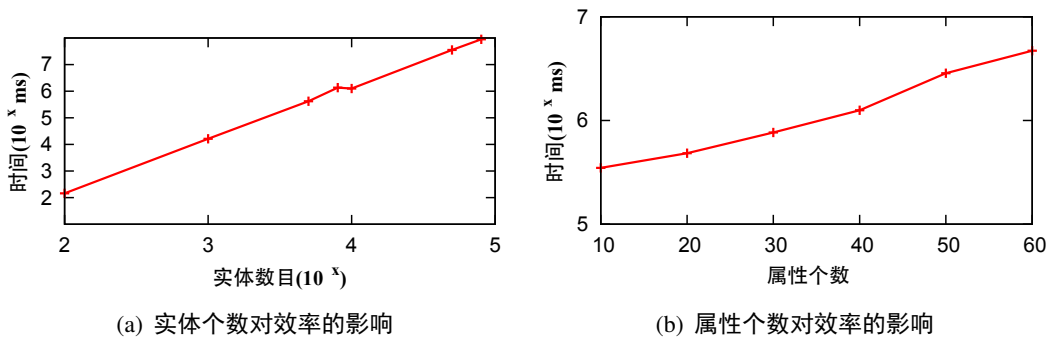 7
6
5
4
3
2
时间(10 ^x ms)
2 3 4 5
实体数目(10 ^x)
(a) 实体个数对效率的影响
7
6
5
时间(10 ^x ms)
10 20 30 40 50 60
属性个数
(b) 属性个数对效率的影响